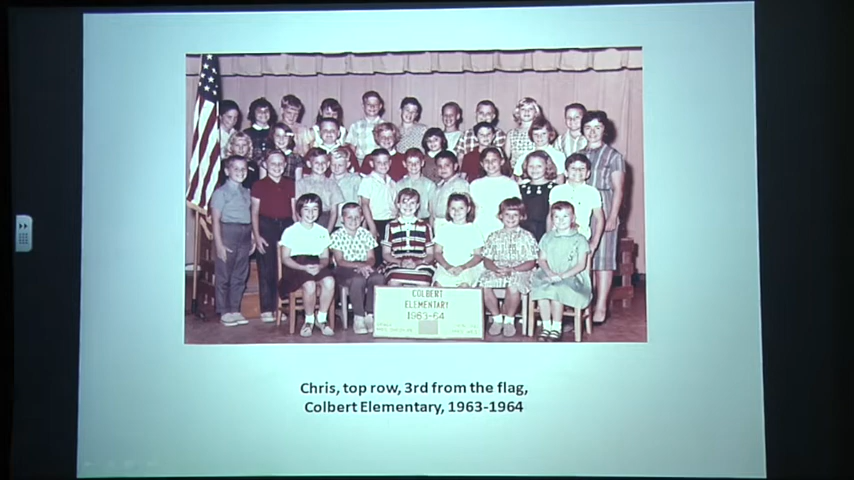 COLBERT
ELEMENTARY
1963-64
Chris, top row, 3rd from the flag,
Colbert Elementary, 1963-1964